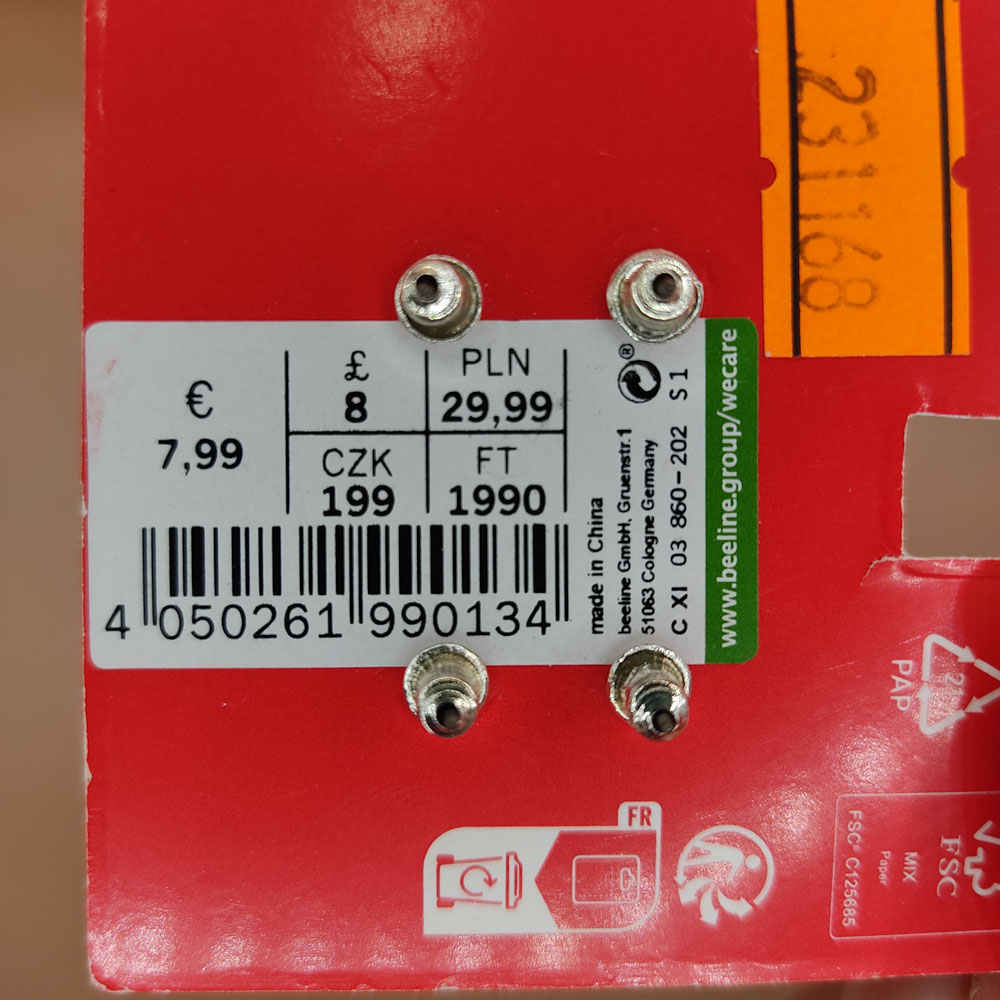 231168
€
7,99
£
8
PLN
29,99
CZK
199
FT
1990
4 050261 990134
made in China
beeline GmbH, Gruenstr.1
51063 Cologne Germany
C XI 03 860-202 S1
www.beeline.group/wecare
PAP
FR
FSC
MIX
Paper
FSC® C125685